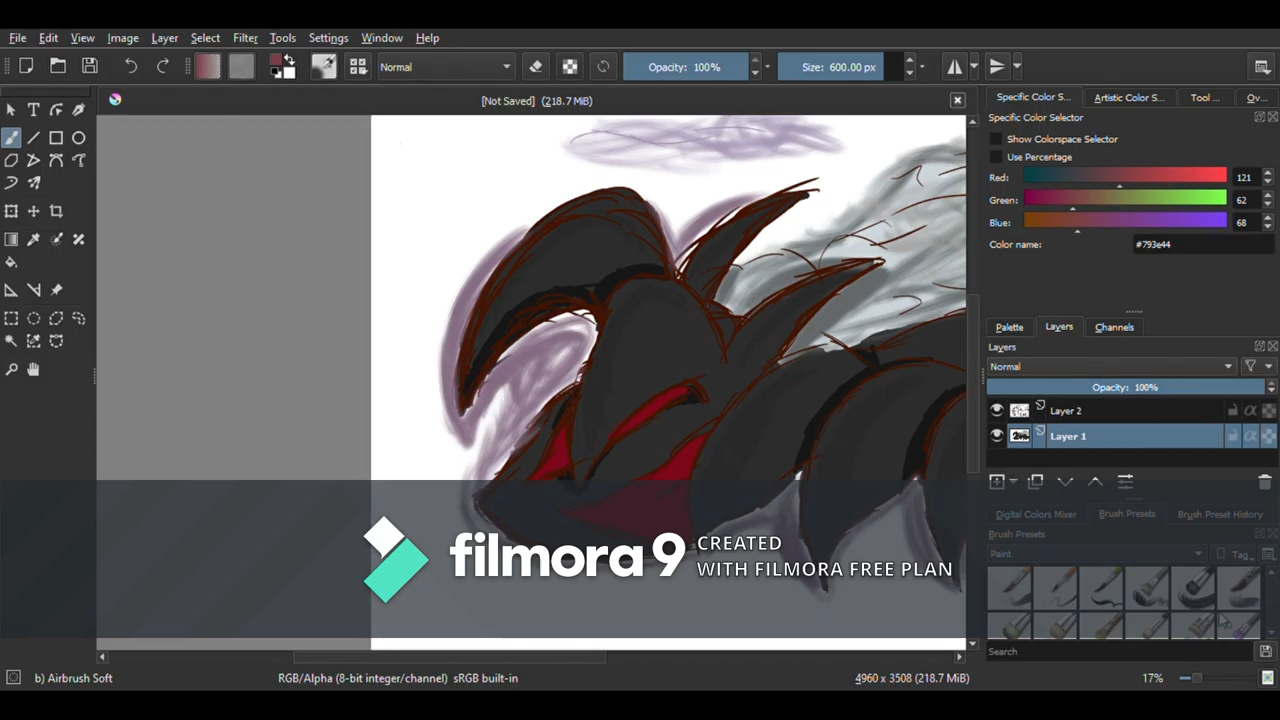 File Edit View Image Layer Select Filter Tools Settings Window Help
Normal Opacity: 100% Size: 600.00 px
[Not Saved] (218.7 MiB)
Specific Color S... Artistic Color S... Tool ... Ov...
Specific Color Selector
Show Colorspace Selector
Use Percentage
Red: 121
Green: 62
Blue: 68
Color name: #793e44
Palette Layers Channels
Layers
Normal
Opacity: 100%
Layer 2
Layer 1
Digital Colors Mixer Brush Presets Brush Preset History
Brush Presets
Paint Tag
filmora 9 CREATED
WITH FILMORA FREE PLAN
Search
b) Airbrush Soft RGB/Alpha (8-bit integer/channel) sRGB built-in 4960 x 3508 (218.7 MiB) 17%